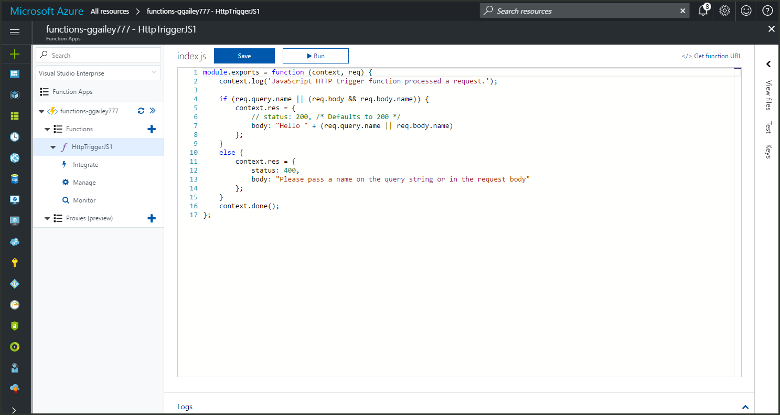 Microsoft Azure All resources > functions-ggailey777 - HttpTriggerJS1
Search resources
8
functions-ggailey777 - HttpTriggerJS1
Function Apps
Search
Visual Studio Enterprise
Function Apps
functions-ggailey777
Functions
HttpTriggerJS1
Integrate
Manage
Monitor
Proxies (preview)
index.js
Save
Run
</> Get function URL
1 module.exports = function (context, req) {
2 context.log('JavaScript HTTP trigger function processed a request.');
3
4 if (req.query.name || (req.body && req.body.name)) {
5 context.res = {
6 // status: 200, /* Defaults to 200 */
7 body: "Hello " + (req.query.name || req.body.name)
8 };
9 }
10 else {
11 context.res = {
12 status: 400,
13 body: "Please pass a name on the query string or in the request body"
14 };
15 }
16 context.done();
17 };
Logs
View files
Test
Keys